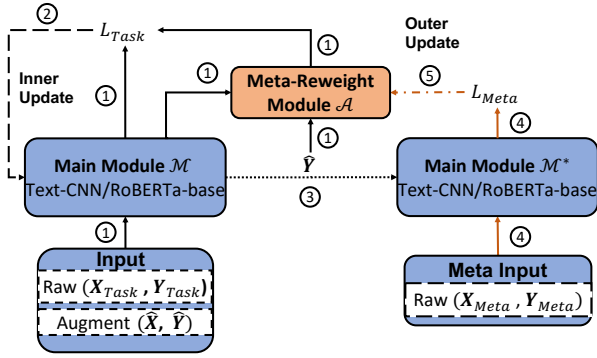 ②
L_Task
①
Outer
Update
Inner
Update
①
①
Meta-Reweight
Module 𝒜
⑤
L_Meta
①
④
Main Module ℳ
Text-CNN/RoBERTa-base
Ŷ
③
Main Module ℳ*
Text-CNN/RoBERTa-base
①
④
Input
Raw (X_Task , Y_Task)
Augment (X̂, Ŷ)
Meta Input
Raw (X_Meta , Y_Meta)